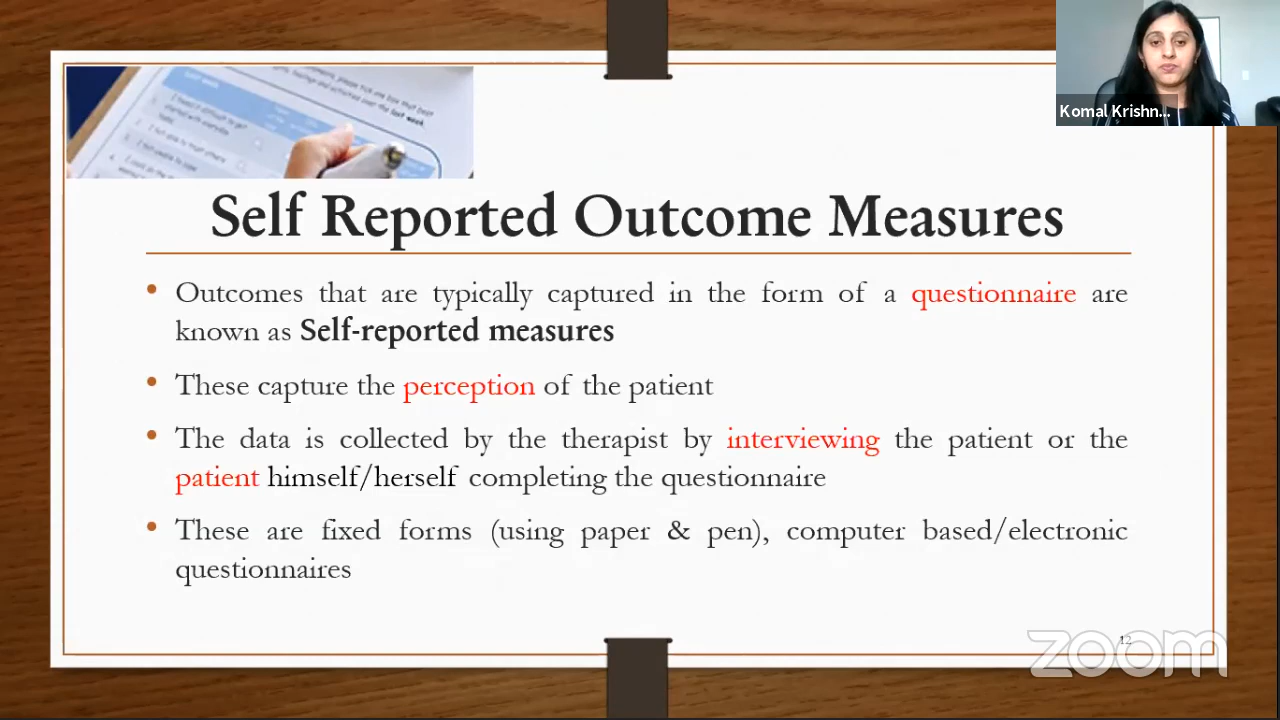 Komal Krishn...
last week.
Self Reported Outcome Measures
• Outcomes that are typically captured in the form of a questionnaire are
known as Self-reported measures
• These capture the perception of the patient
• The data is collected by the therapist by interviewing the patient or the
patient himself/herself completing the questionnaire
• These are fixed forms (using paper & pen), computer based/electronic
questionnaires
12
zoom